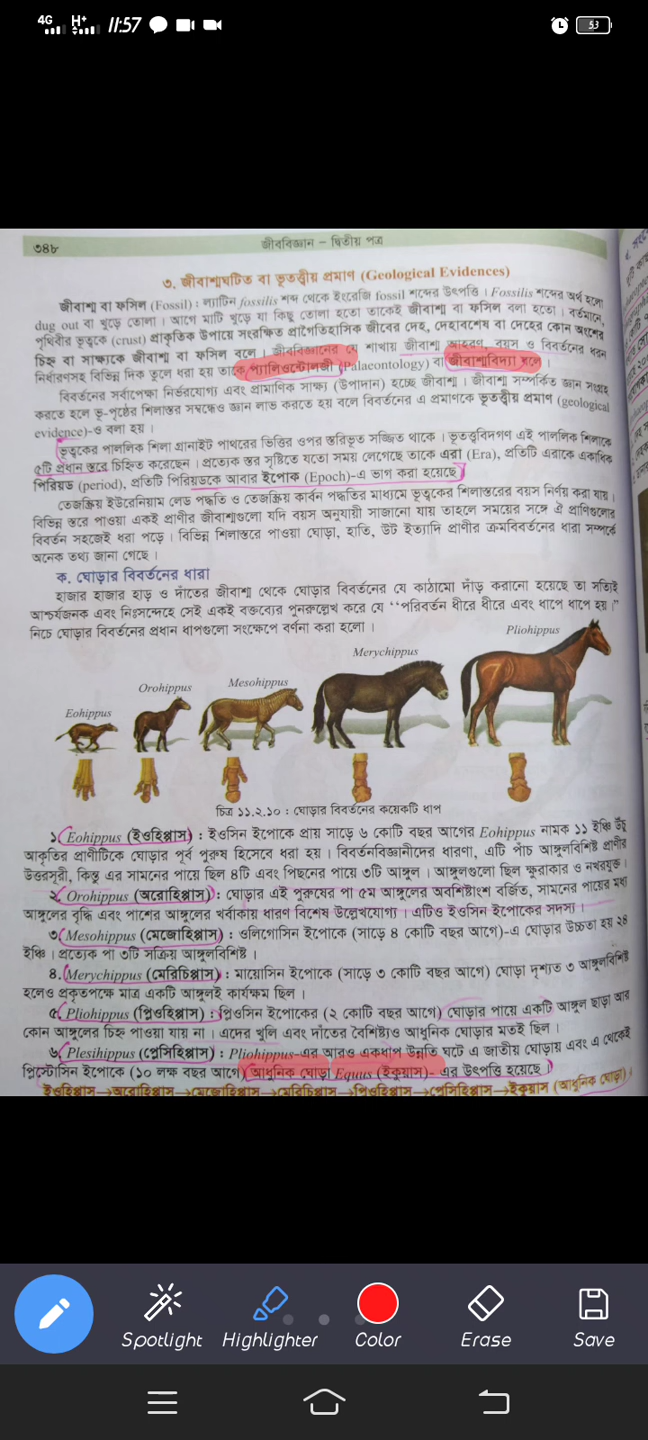 4G H+ 11:57 53
৩৪৮
জীববিজ্ঞান – দ্বিতীয় পত্র
৩. জীবাশ্মঘটিত বা ভূতত্ত্বীয় প্রমাণ (Geological Evidences)
জীবাশ্ম বা ফসিল (Fossil) : ল্যাটিন fossilis শব্দ থেকে ইংরেজি fossil শব্দের উৎপত্তি । Fossilis শব্দের অর্থ হলো
dug out বা খুড়ে তোলা । আগে মাটি খুড়ে যা কিছু তোলা হতো তাকেই জীবাশ্ম বা ফসিল বলা হতো । বর্তমানে,
পৃথিবীর ভূত্বকে (crust) প্রাকৃতিক উপায়ে সংরক্ষিত প্রাগৈতিহাসিক জীবের দেহ, দেহাবশেষ বা দেহের কোন অংশের
চিহ্ন বা সাক্ষ্যকে জীবাশ্ম বা ফসিল বলে । জীববিজ্ঞানের যে শাখায় জীবাশ্ম আহরণ, বয়স ও বিবর্তনের ধরন
নির্ধারণসহ বিভিন্ন দিক তুলে ধরা হয় তাকে প্যালিওন্টোলজী (Palaeontology) বা জীবাশ্মবিদ্যা বলে ।
বিবর্তনের সর্বাপেক্ষা নির্ভরযোগ্য এবং প্রামাণিক সাক্ষ্য (উপাদান) হচ্ছে জীবাশ্ম । জীবাশ্ম সম্পর্কিত জ্ঞান সংগ্রহ
করতে হলে ভূ-পৃষ্ঠের শিলাস্তর সম্বন্ধেও জ্ঞান লাভ করতে হয় বলে বিবর্তনের এ প্রমাণকে ভূতত্ত্বীয় প্রমাণ (geological
evidence)-ও বলা হয় ।
ভূত্বকের পাললিক শিলা গ্রানাইট পাথরের ভিত্তির ওপর স্তরিভূত সজ্জিত থাকে । ভূতত্ত্ববিদগণ এই পাললিক শিলাকে
৫টি প্রধান স্তরে চিহ্নিত করেছেন । প্রত্যেক স্তর সৃষ্টিতে যতো সময় লেগেছে তাকে এরা (Era), প্রতিটি এরাকে একাধিক
পিরিয়ড (period), প্রতিটি পিরিয়ডকে আবার ইপোক (Epoch)-এ ভাগ করা হয়েছে
তেজস্ক্রিয় ইউরেনিয়াম লেড পদ্ধতি ও তেজস্ক্রিয় কার্বন পদ্ধতির মাধ্যমে ভূত্বকের শিলাস্তরের বয়স নির্ণয় করা যায় ।
বিভিন্ন স্তরে পাওয়া একই প্রাণীর জীবাশ্মগুলো যদি বয়স অনুযায়ী সাজানো যায় তাহলে সময়ের সঙ্গে ঐ প্রাণিগুলোর
বিবর্তন সহজেই ধরা পড়ে । বিভিন্ন শিলাস্তরে পাওয়া ঘোড়া, হাতি, উট ইত্যাদি প্রাণীর ক্রমবিবর্তনের ধারা সম্পর্কে
অনেক তথ্য জানা গেছে ।
ক. ঘোড়ার বিবর্তনের ধারা
হাজার হাজার হাড় ও দাঁতের জীবাশ্ম থেকে ঘোড়ার বিবর্তনের যে কাঠামো দাঁড় করানো হয়েছে তা সত্যিই
আশ্চর্যজনক এবং নিঃসন্দেহে সেই একই বক্তব্যের পুনরুল্লেখ করে যে “পরিবর্তন ধীরে ধীরে এবং ধাপে ধাপে হয় ।”
নিচে ঘোড়ার বিবর্তনের প্রধান ধাপগুলো সংক্ষেপে বর্ণনা করা হলো ।
Eohippus Orohippus Mesohippus Merychippus Pliohippus
চিত্র ১১.২.১০ : ঘোড়ার বিবর্তনের কয়েকটি ধাপ
১. Eohippus (ইওহিপ্পাস) : ইওসিন ইপোকে প্রায় সাড়ে ৬ কোটি বছর আগের Eohippus নামক ১১ ইঞ্চি উঁচু
আকৃতির প্রাণীটিকে ঘোড়ার পূর্ব পুরুষ হিসেবে ধরা হয় । বিবর্তনবিজ্ঞানীদের ধারণা, এটি পাঁচ আঙ্গুলবিশিষ্ট প্রাণীর
উত্তরসূরী, কিন্তু এর সামনের পায়ে ছিল ৪টি এবং পিছনের পায়ে ৩টি আঙ্গুল । আঙ্গুলগুলো ছিল ক্ষুরাকার ও নখরযুক্ত ।
২. Orohippus (অরোহিপ্পাস) : ঘোড়ার এই পুরুষের পা ৫ম আঙ্গুলের অবশিষ্টাংশ বর্জিত, সামনের পায়ের মধ্য
আঙ্গুলের বৃদ্ধি এবং পাশের আঙ্গুলের খর্বাকায় ধারণ বিশেষ উল্লেখযোগ্য । এটিও ইওসিন ইপোকের সদস্য ।
৩. Mesohippus (মেজোহিপ্পাস) : ওলিগোসিন ইপোকে (সাড়ে ৪ কোটি বছর আগে)-এ ঘোড়ার উচ্চতা হয় ২৪
ইঞ্চি । প্রত্যেক পা ৩টি সক্রিয় আঙ্গুলবিশিষ্ট ।
৪. Merychippus (মেরিচিপ্পাস) : মায়োসিন ইপোকে (সাড়ে ৩ কোটি বছর আগে) ঘোড়া দৃশ্যত ৩ আঙ্গুলবিশিষ্ট
হলেও প্রকৃতপক্ষে মাত্র একটি আঙ্গুলই কার্যক্ষম ছিল ।
৫. Pliohippus (প্লিওহিপ্পাস) : প্লিওসিন ইপোকের (২ কোটি বছর আগে) ঘোড়ার পায়ে একটি আঙ্গুল ছাড়া আর
কোন আঙ্গুলের চিহ্ন পাওয়া যায় না । এদের খুলি এবং দাঁতের বৈশিষ্ট্যও আধুনিক ঘোড়ার মতই ছিল ।
৬. Plesihippus (প্লেসিহিপ্পাস) : Pliohippus-এর আরও একধাপ উন্নতি ঘটে এ জাতীয় ঘোড়ায় এবং এ থেকেই
প্লিস্টোসিন ইপোকে (১০ লক্ষ বছর আগে) আধুনিক ঘোড়া Equus (ইকুয়াস)- এর উৎপত্তি হয়েছে ।
ইওহিপ্পাস→অরোহিপ্পাস→মেজোহিপ্পাস→মেরিচিপ্পাস→প্লিওহিপ্পাস→প্লেসিহিপ্পাস→ইকুয়াস (আধুনিক ঘোড়া) ।
Spotlight Highlighter Color Erase Save